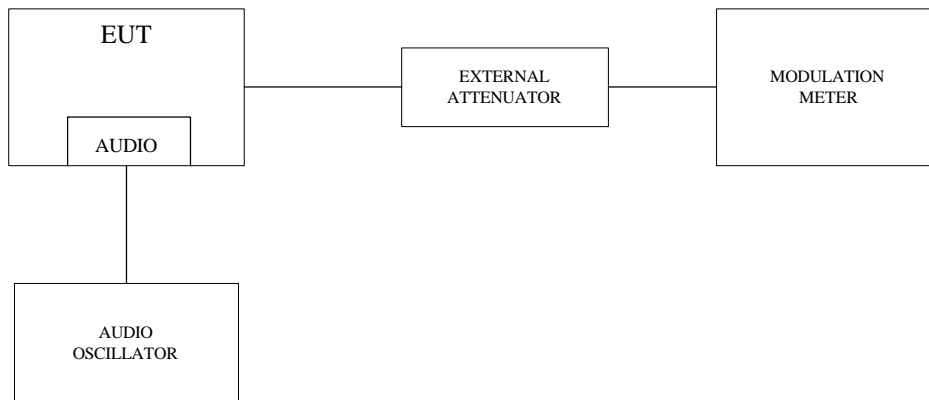 EUT
AUDIO
EXTERNAL
ATTENUATOR
MODULATION
METER
AUDIO
OSCILLATOR